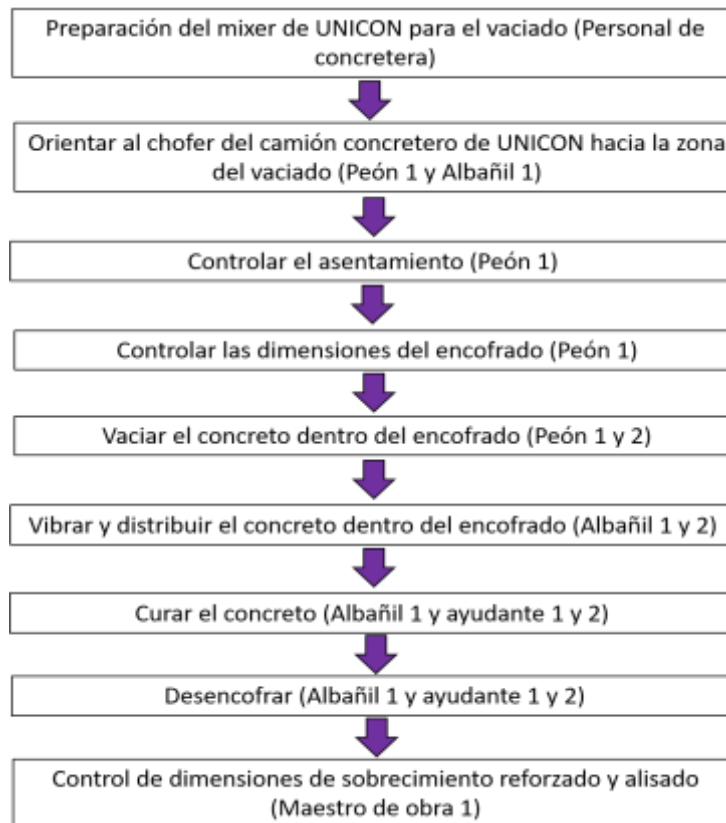 Preparación del mixer de UNICON para el vaciado (Personal de
concretera)
Orientar al chofer del camión concretero de UNICON hacia la zona
del vaciado (Peón 1 y Albañil 1)
Controlar el asentamiento (Peón 1)
Controlar las dimensiones del encofrado (Peón 1)
Vaciar el concreto dentro del encofrado (Peón 1 y 2)
Vibrar y distribuir el concreto dentro del encofrado (Albañil 1 y 2)
Curar el concreto (Albañil 1 y ayudante 1 y 2)
Desencofrar (Albañil 1 y ayudante 1 y 2)
Control de dimensiones de sobrecimiento reforzado y alisado
(Maestro de obra 1)